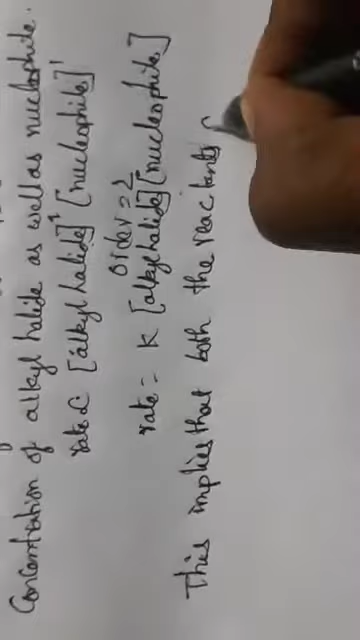 Concentration of alkyl halide as well as nucleophile.
rate ∝ [alkyl halide]¹ [nucleophile]¹
Order = 2
rate = K [alkyl halide] [nucleophile]
This implies that both the reactants